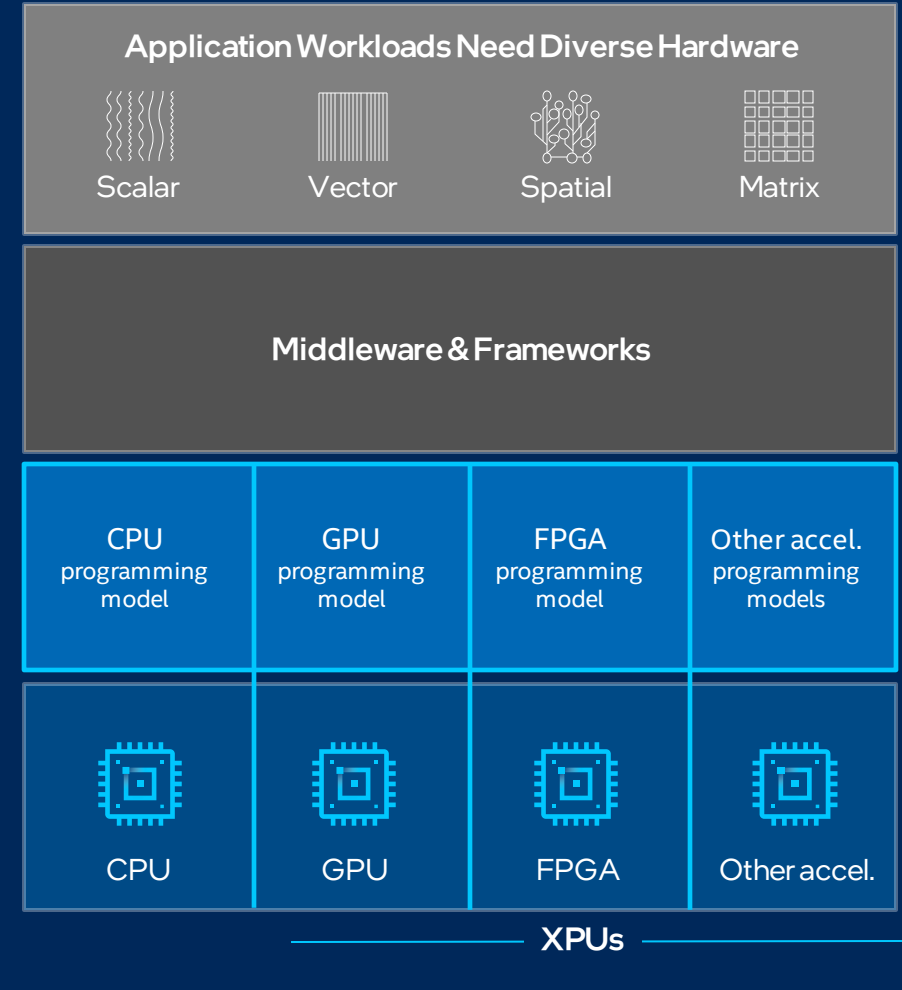 Application Workloads Need Diverse Hardware
Scalar
Vector
Spatial
Matrix
Middleware & Frameworks
CPU
programming
model
GPU
programming
model
FPGA
programming
model
Other accel.
programming
models
CPU
GPU
FPGA
Other accel.
XPUs